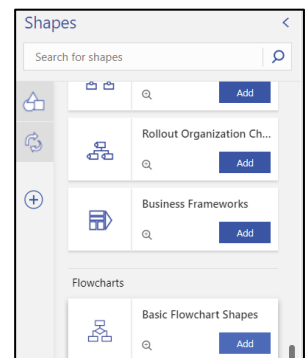 Shapes
Search for shapes
Add
Rollout Organization Ch...
Add
Business Frameworks
Add
Flowcharts
Basic Flowchart Shapes
Add